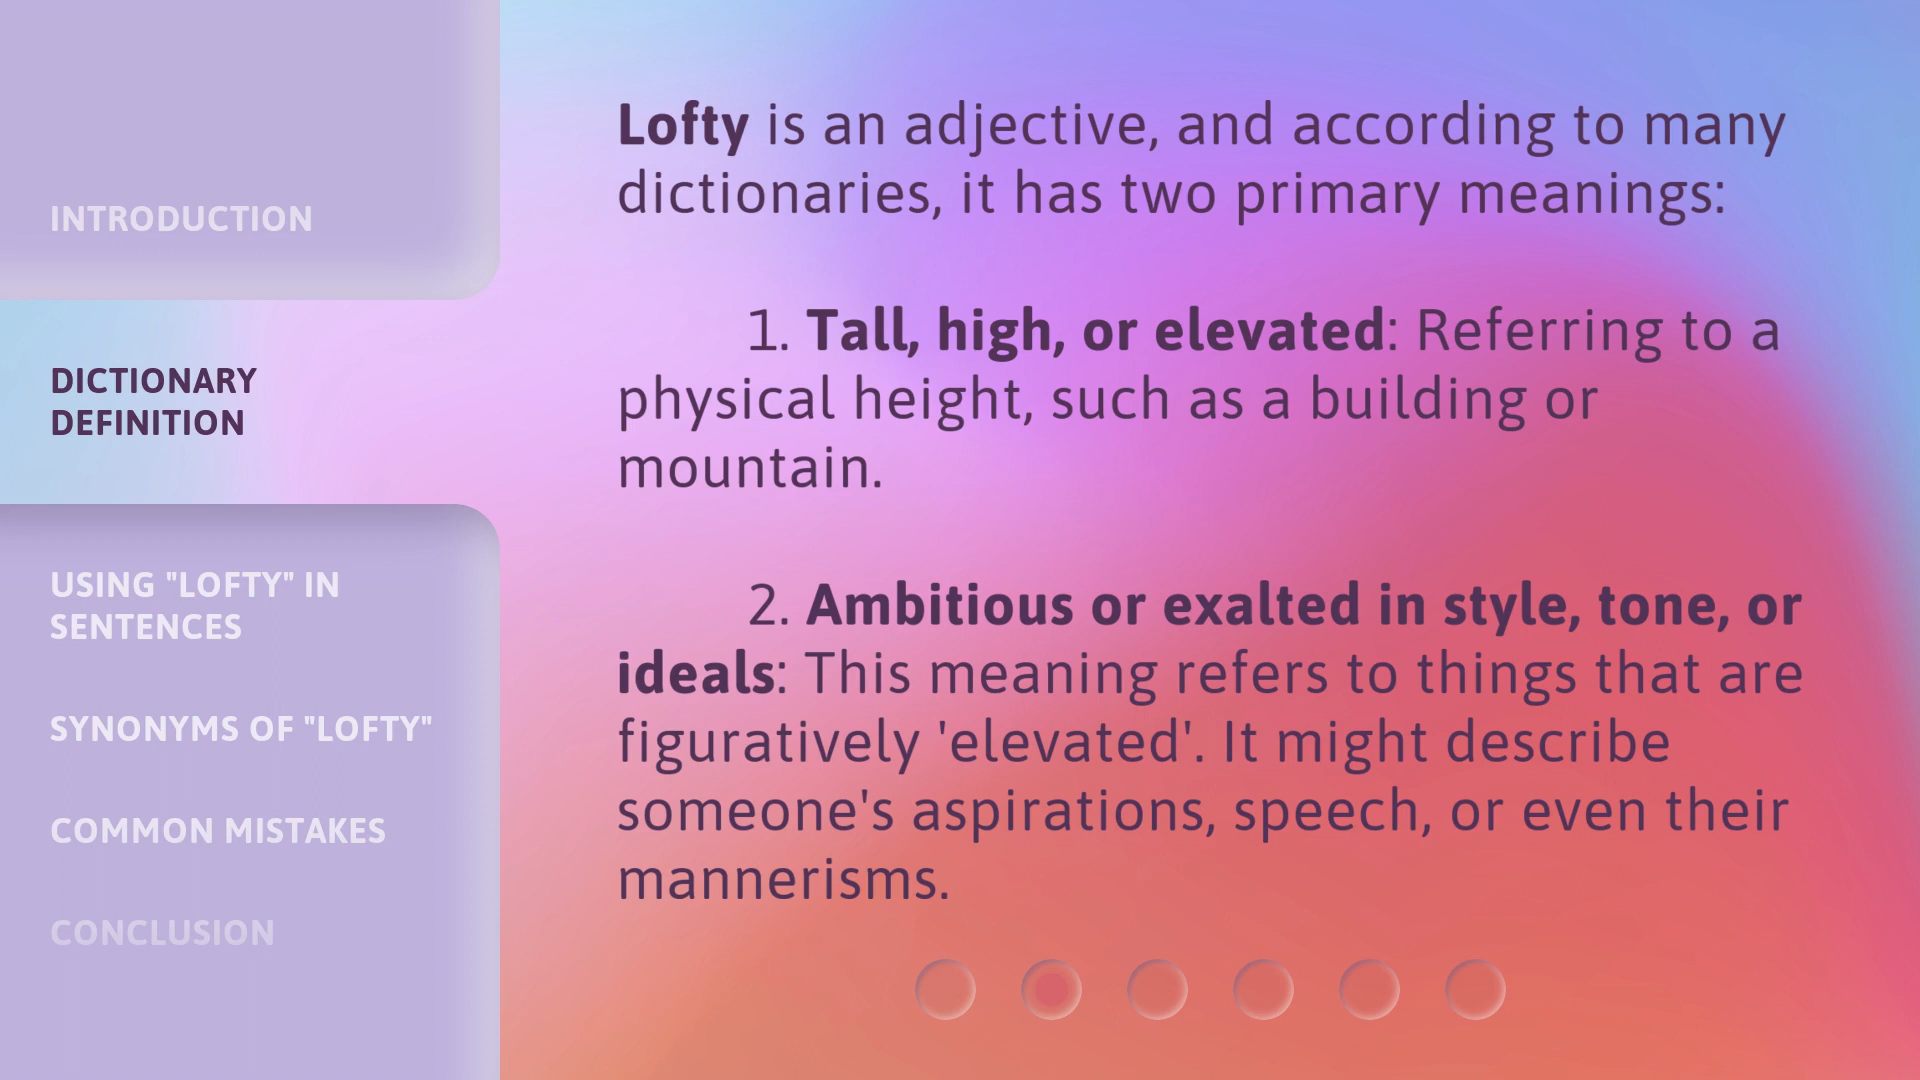 INTRODUCTION
DICTIONARY
DEFINITION
USING "LOFTY" IN
SENTENCES
SYNONYMS OF "LOFTY"
COMMON MISTAKES
CONCLUSION
Lofty is an adjective, and according to many
dictionaries, it has two primary meanings:
1. Tall, high, or elevated: Referring to a
physical height, such as a building or
mountain.
2. Ambitious or exalted in style, tone, or
ideals: This meaning refers to things that are
figuratively 'elevated'. It might describe
someone's aspirations, speech, or even their
mannerisms.